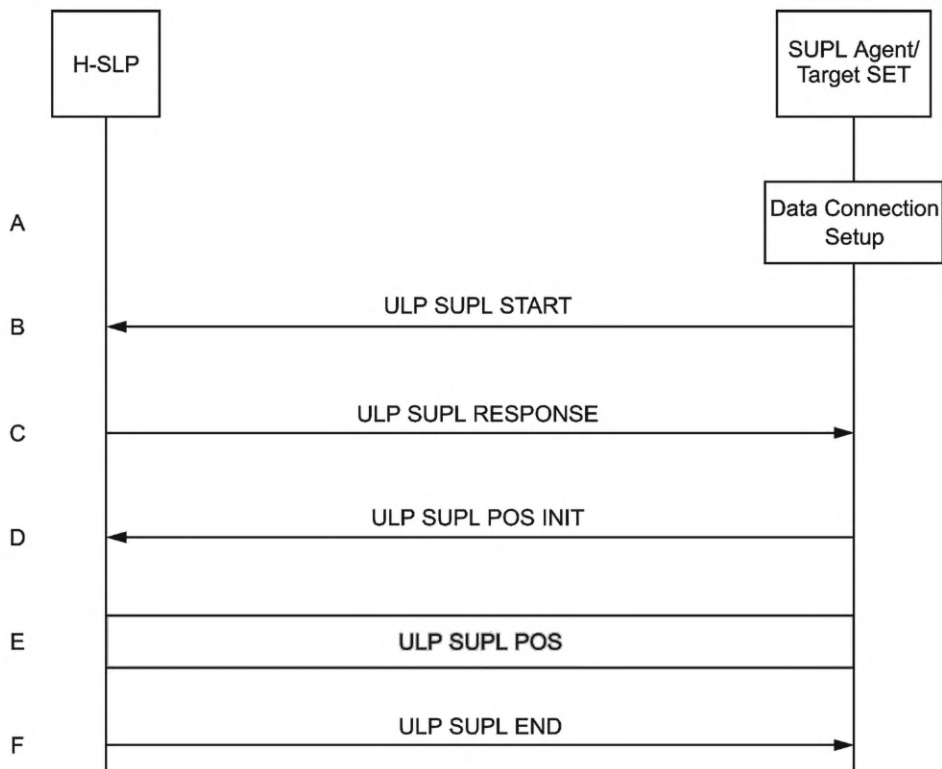 H-SLP
SUPL Agent/
Target SET
A
Data Connection
Setup
B
ULP SUPL START
C
ULP SUPL RESPONSE
D
ULP SUPL POS INIT
E
ULP SUPL POS
F
ULP SUPL END